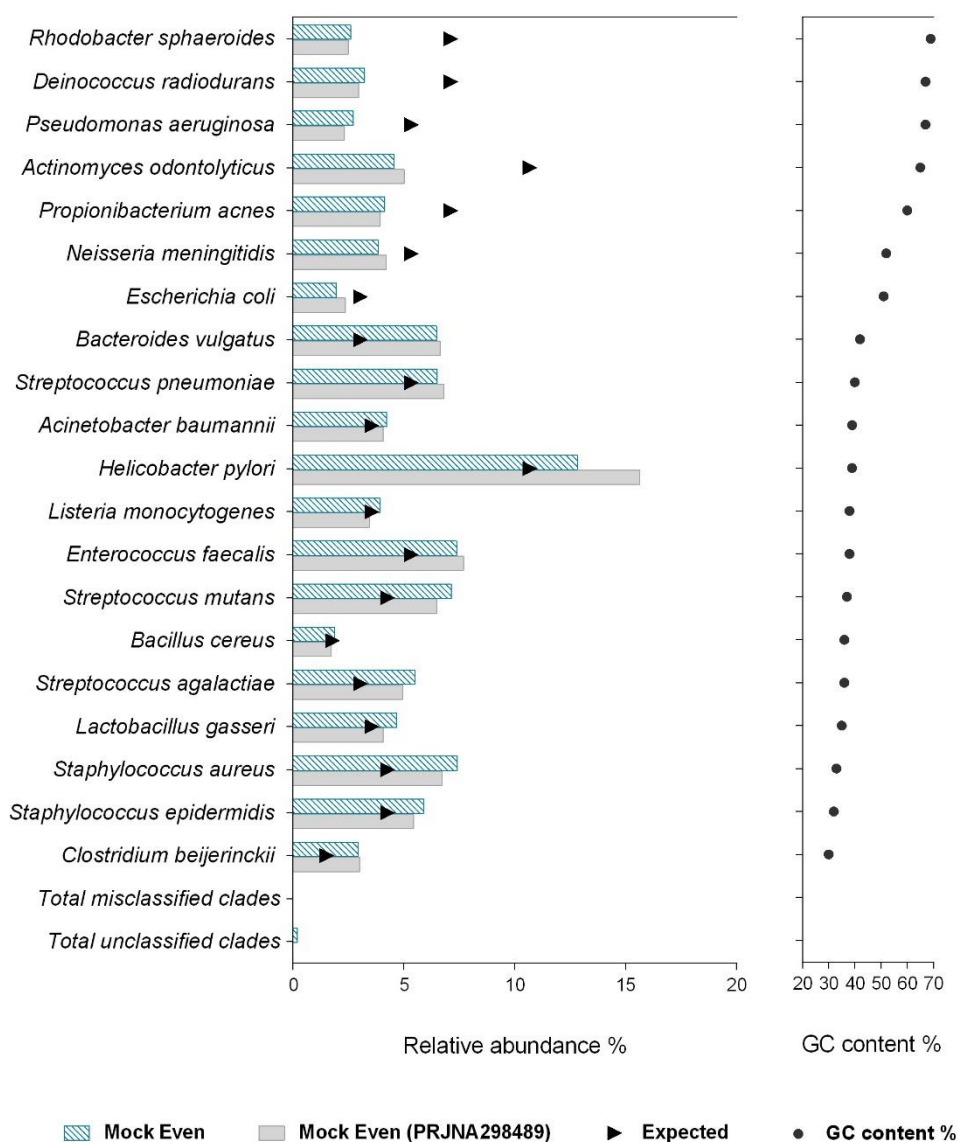 Rhodobacter sphaeroides
Deinococcus radiodurans
Pseudomonas aeruginosa
Actinomyces odontolyticus
Propionibacterium acnes
Neisseria meningitidis
Escherichia coli
Bacteroides vulgatus
Streptococcus pneumoniae
Acinetobacter baumannii
Helicobacter pylori
Listeria monocytogenes
Enterococcus faecalis
Streptococcus mutans
Bacillus cereus
Streptococcus agalactiae
Lactobacillus gasseri
Staphylococcus aureus
Staphylococcus epidermidis
Clostridium beijerinckii
Total misclassified clades
Total unclassified clades
0 5 10 15 20
20 30 40 50 60 70
Relative abundance %
GC content %
Mock Even Mock Even (PRJNA298489) Expected GC content %